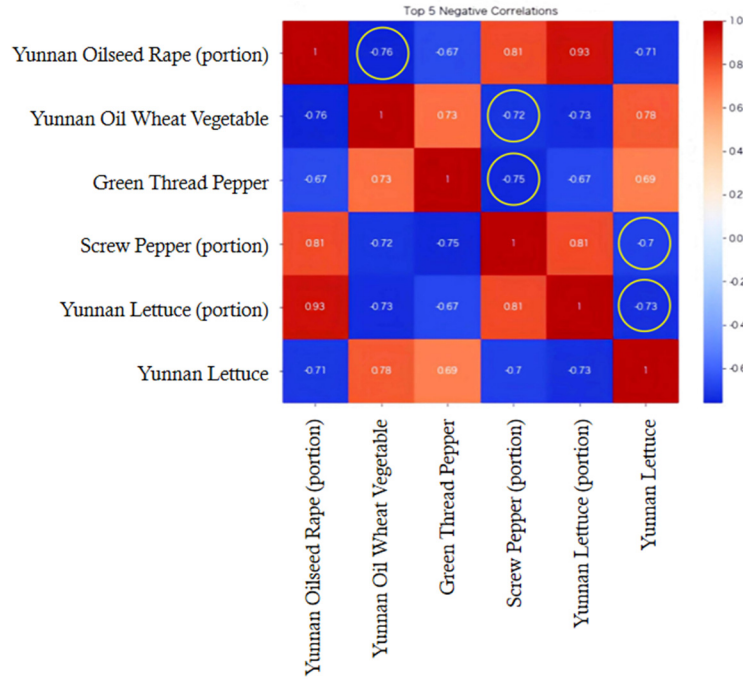 Top 5 Negative Correlations
Yunnan Oilseed Rape (portion) 1 -0.76 -0.67 0.81 0.93 -0.71
Yunnan Oil Wheat Vegetable -0.76 1 0.73 -0.72 -0.73 0.78
Green Thread Pepper -0.67 0.73 1 -0.75 -0.67 0.69
Screw Pepper (portion) 0.81 -0.72 -0.75 1 0.81 -0.7
Yunnan Lettuce (portion) 0.93 -0.73 -0.67 0.81 1 -0.73
Yunnan Lettuce -0.71 0.78 0.69 -0.7 -0.73 1
Yunnan Oilseed Rape (portion)
Yunnan Oil Wheat Vegetable
Green Thread Pepper
Screw Pepper (portion)
Yunnan Lettuce (portion)
Yunnan Lettuce
1.0
0.8
0.6
0.4
0.2
0.0
-0.2
-0.4
-0.6